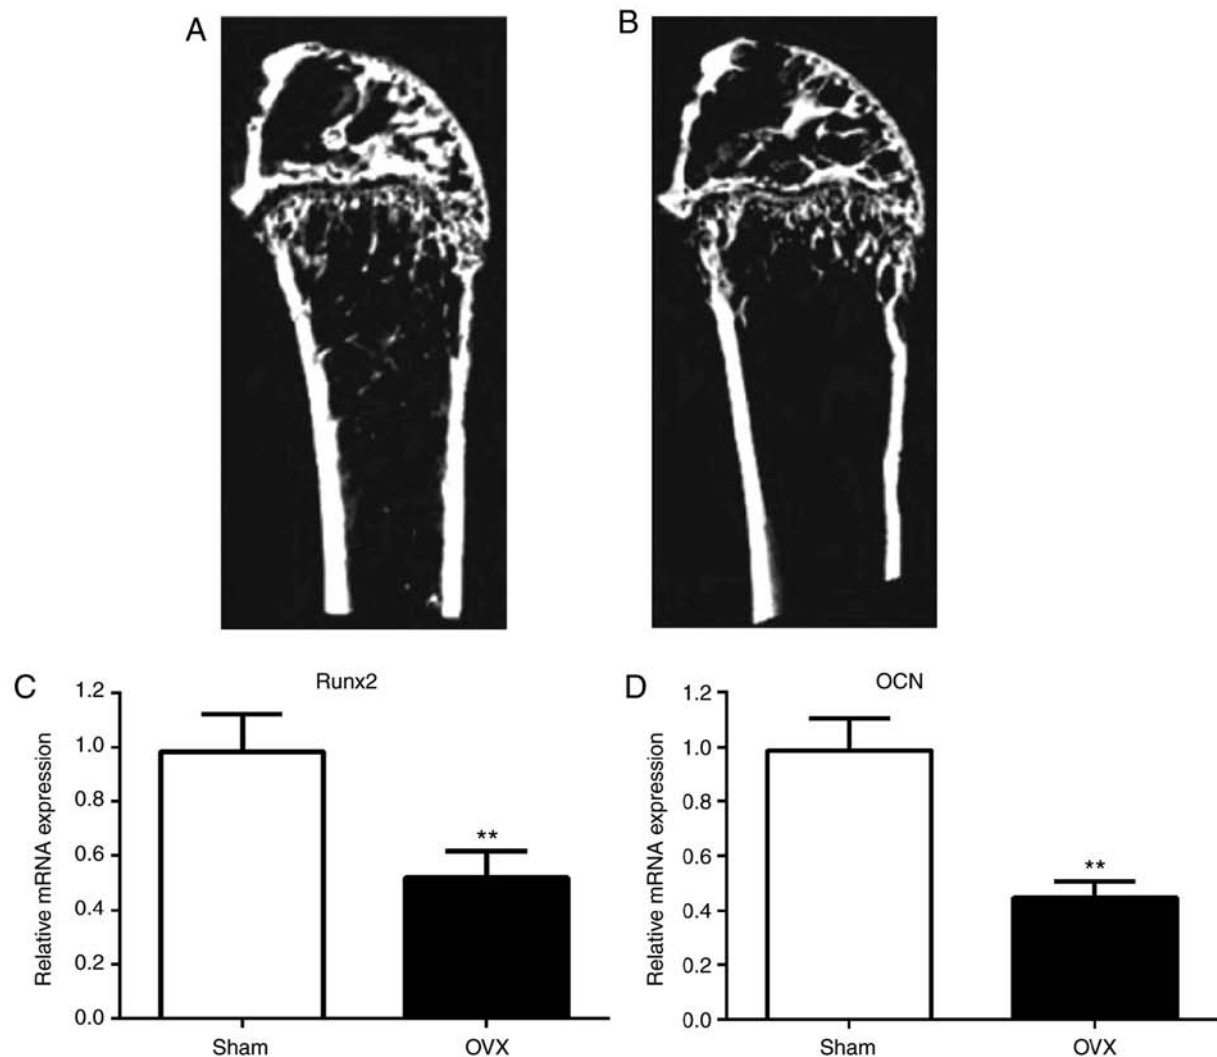 A
B
C
Runx2
Relative mRNA expression
1.2
1.0
0.8
0.6
0.4
0.2
0.0
**
Sham
OVX
D
OCN
Relative mRNA expression
1.2
1.0
0.8
0.6
0.4
0.2
0.0
**
Sham
OVX